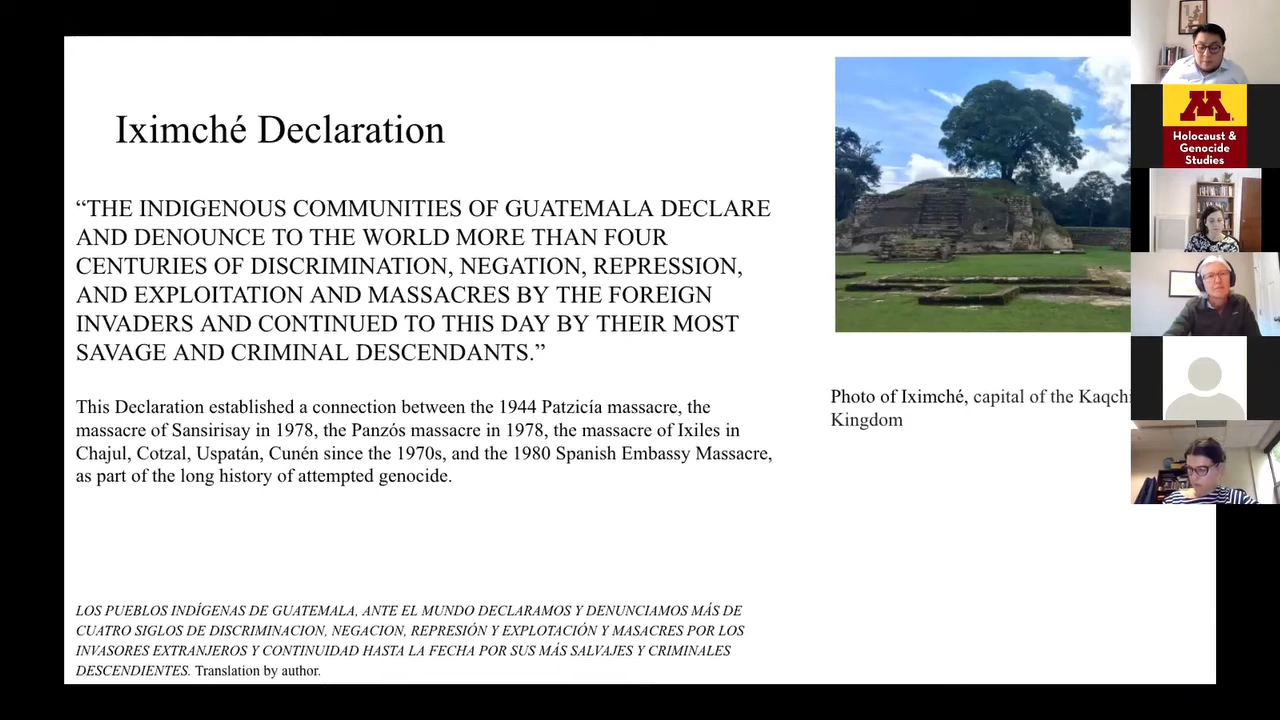 Iximché Declaration
“THE INDIGENOUS COMMUNITIES OF GUATEMALA DECLARE
AND DENOUNCE TO THE WORLD MORE THAN FOUR
CENTURIES OF DISCRIMINATION, NEGATION, REPRESSION,
AND EXPLOITATION AND MASSACRES BY THE FOREIGN
INVADERS AND CONTINUED TO THIS DAY BY THEIR MOST
SAVAGE AND CRIMINAL DESCENDANTS.”
This Declaration established a connection between the 1944 Patzicía massacre, the
massacre of Sansirisay in 1978, the Panzós massacre in 1978, the massacre of Ixiles in
Chajul, Cotzal, Uspatán, Cunén since the 1970s, and the 1980 Spanish Embassy Massacre,
as part of the long history of attempted genocide.
LOS PUEBLOS INDÍGENAS DE GUATEMALA, ANTE EL MUNDO DECLARAMOS Y DENUNCIAMOS MÁS DE
CUATRO SIGLOS DE DISCRIMINACION, NEGACION, REPRESIÓN Y EXPLOTACIÓN Y MASACRES POR LOS
INVASORES EXTRANJEROS Y CONTINUIDAD HASTA LA FECHA POR SUS MÁS SALVAJES Y CRIMINALES
DESCENDIENTES. Translation by author.
Photo of Iximché, capital of the Kaqchi
Kingdom
M
Holocaust &
Genocide
Studies